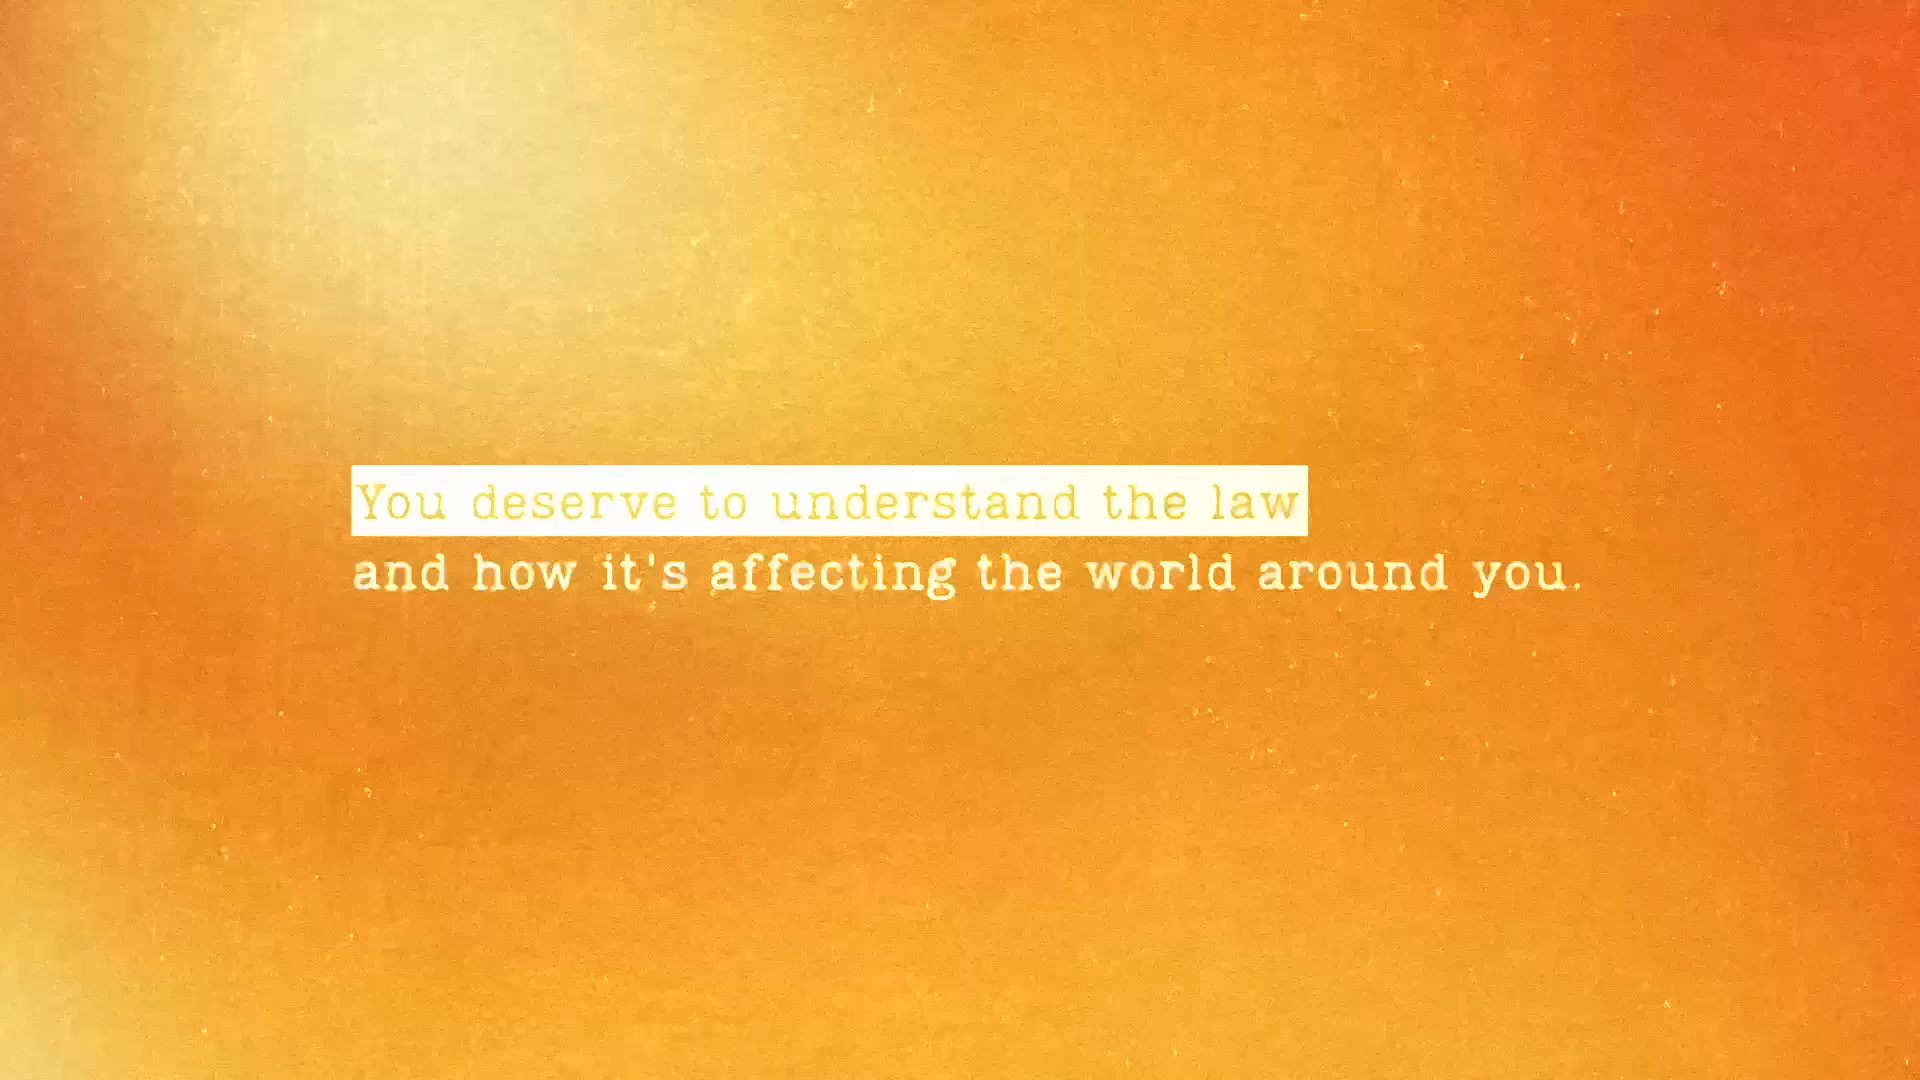 You deserve to understand the law
and how it's affecting the world around you.